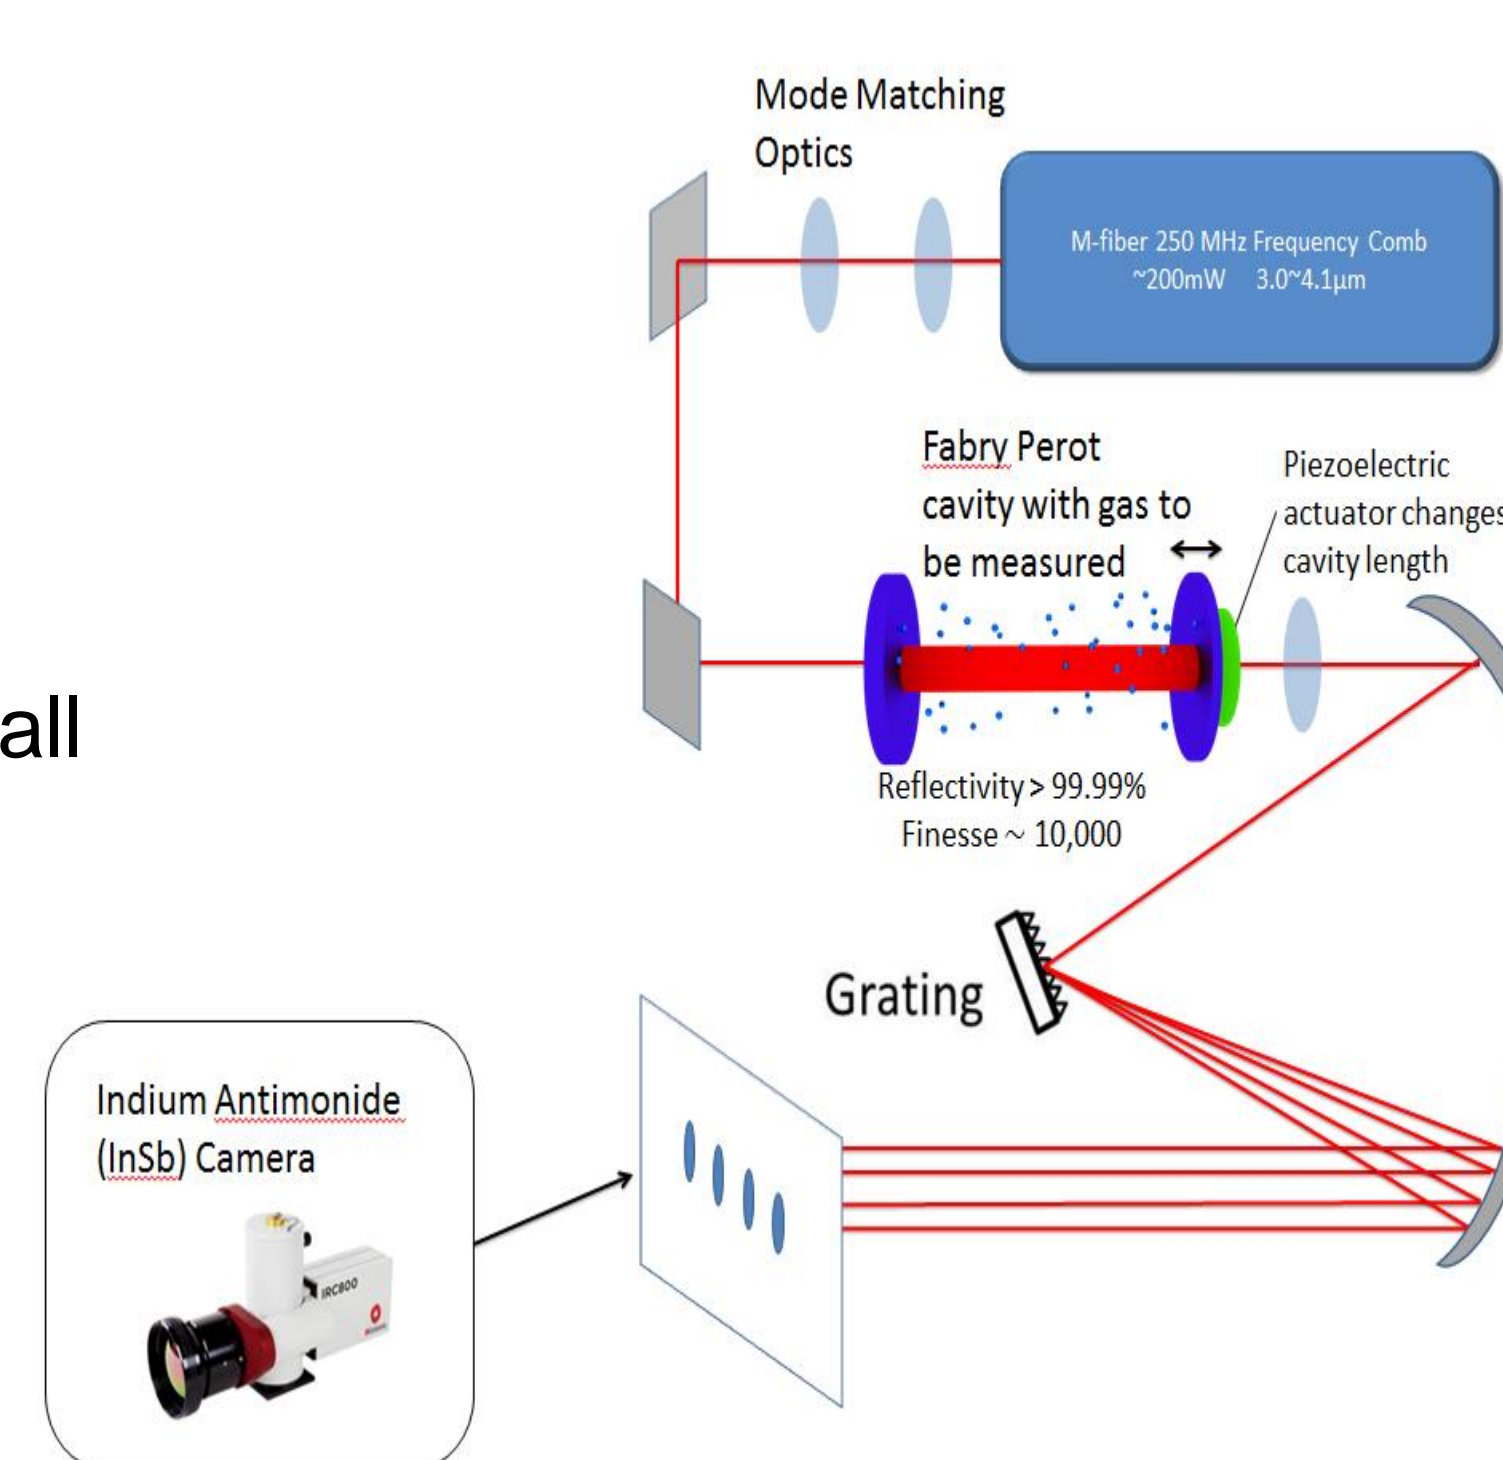 Mode Matching
Optics
M-fiber 250 MHz Frequency Comb
~200mW 3.0~4.1µm
Fabry Perot
cavity with gas to
be measured
Piezoelectric
actuator changes
cavity length
all
Reflectivity > 99.99%
Finesse ~ 10,000
Grating
Indium Antimonide
(InSb) Camera
IRC800